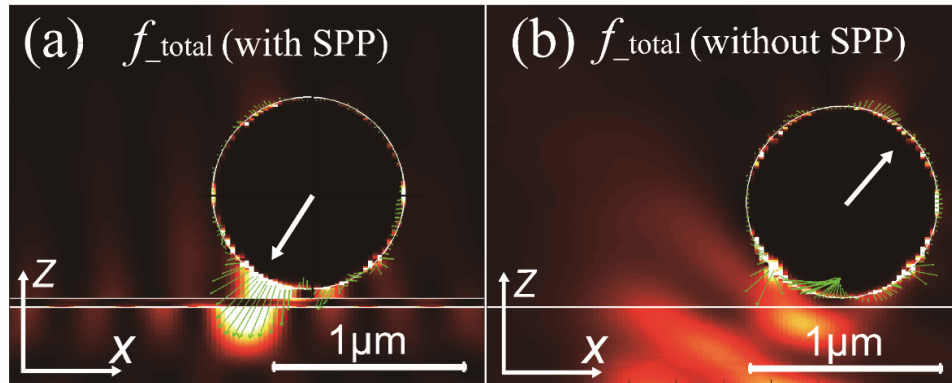 (a) f_total (with SPP)
Z
X
1μm
(b) f_total (without SPP)
Z
X
1μm